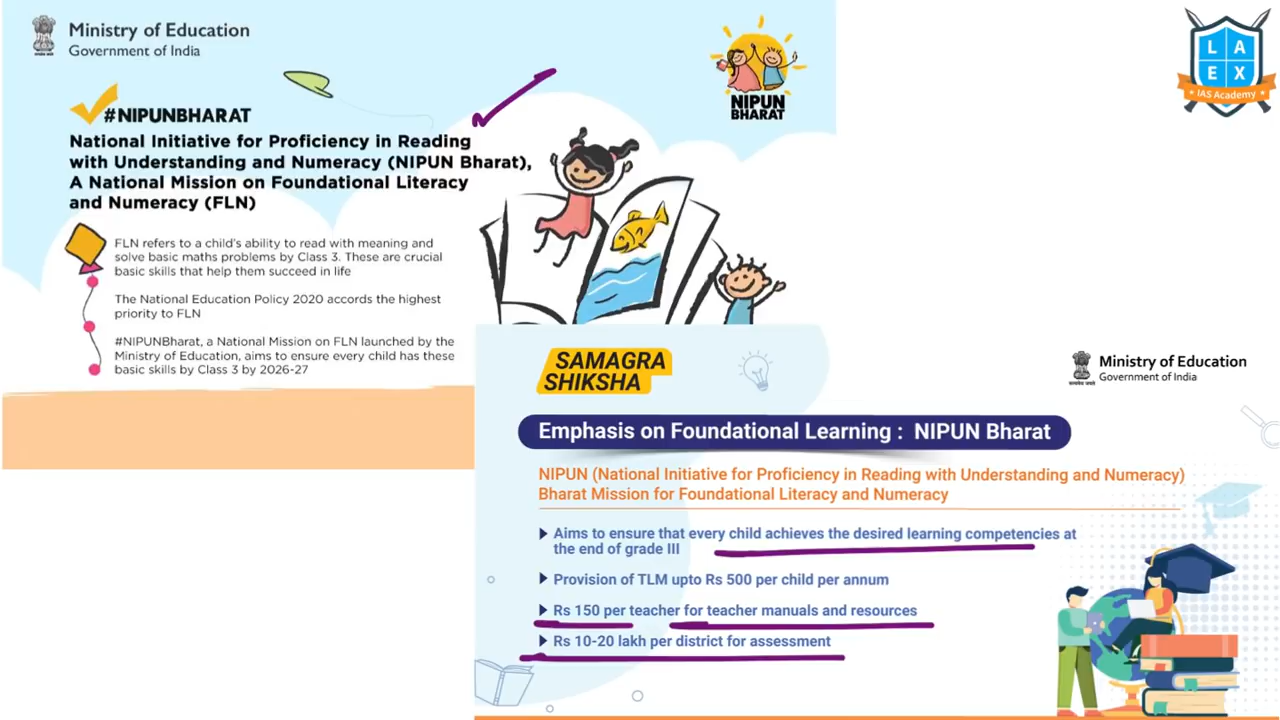 Ministry of Education
Government of India
NIPUN
BHARAT
L A
E X
IAS Academy
#NIPUNBHARAT
National Initiative for Proficiency in Reading
with Understanding and Numeracy (NIPUN Bharat),
A National Mission on Foundational Literacy
and Numeracy (FLN)
FLN refers to a child's ability to read with meaning and
solve basic maths problems by Class 3. These are crucial
basic skills that help them succeed in life
The National Education Policy 2020 accords the highest
priority to FLN
#NIPUNBharat, a National Mission on FLN launched by the
Ministry of Education, aims to ensure every child has these
basic skills by Class 3 by 2026-27
SAMAGRA
SHIKSHA
Ministry of Education
Government of India
Emphasis on Foundational Learning : NIPUN Bharat
NIPUN (National Initiative for Proficiency in Reading with Understanding and Numeracy)
Bharat Mission for Foundational Literacy and Numeracy
Aims to ensure that every child achieves the desired learning competencies at
the end of grade III
Provision of TLM upto Rs 500 per child per annum
Rs 150 per teacher for teacher manuals and resources
Rs 10-20 lakh per district for assessment